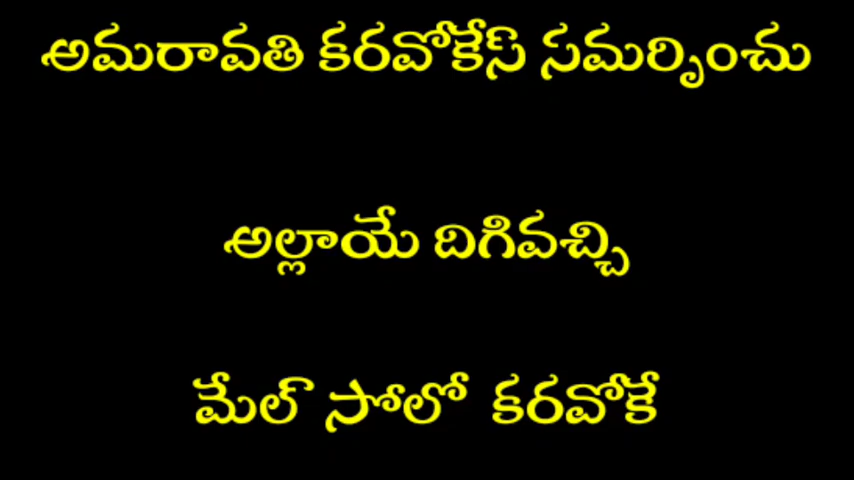 అమరావతి కరవోకేస్ సమర్పించు
అల్లాయే దిగివచ్చి
మేల్ సోలో కరవోకే